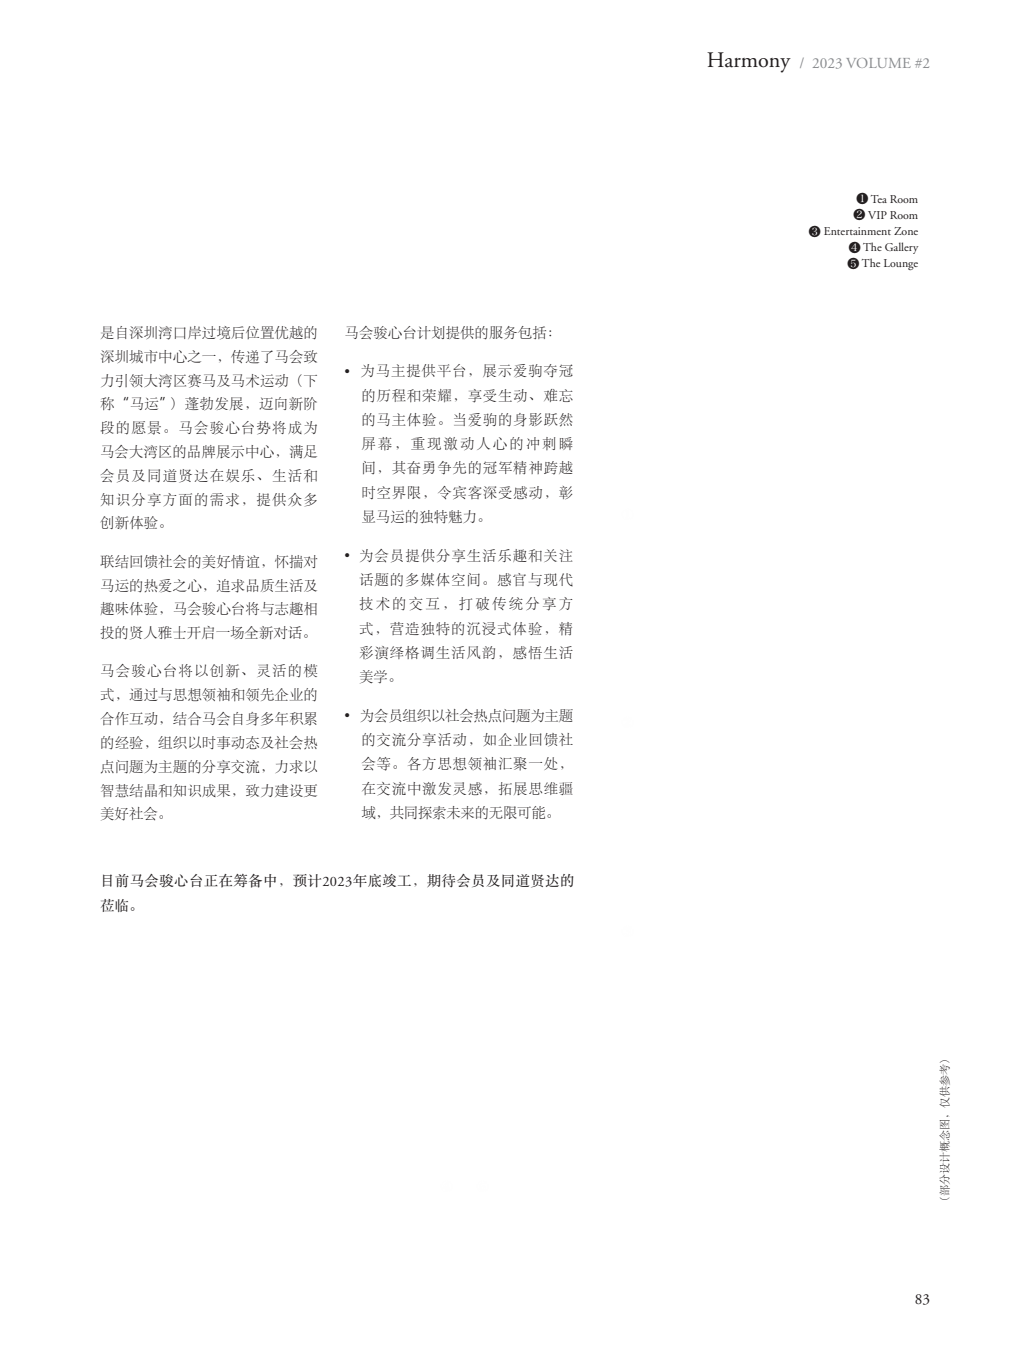 Harmony / 2023 VOLUME #2
❶ Tea Room
❷ VIP Room
❸ Entertainment Zone
❹ The Gallery
❺ The Lounge
是自深圳湾口岸过境后位置优越的
深圳城市中心之一，传递了马会致
力引领大湾区赛马及马术运动（下
称“马运”）蓬勃发展，迈向新阶
段的愿景。马会骏心台势将成为
马会大湾区的品牌展示中心，满足
会员及同道贤达在娱乐、生活和
知识分享方面的需求，提供众多
创新体验。
联结回馈社会的美好情谊，怀揣对
马运的热爱之心，追求品质生活及
趣味体验，马会骏心台将与志趣相
投的贤人雅士开启一场全新对话。
马会骏心台将以创新、灵活的模
式，通过与思想领袖和领先企业的
合作互动，结合马会自身多年积累
的经验，组织以时事动态及社会热
点问题为主题的分享交流，力求以
智慧结晶和知识成果，致力建设更
美好社会。
马会骏心台计划提供的服务包括：
• 为马主提供平台，展示爱驹夺冠
的历程和荣耀，享受生动、难忘
的马主体验。当爱驹的身影跃然
屏幕，重现激动人心的冲刺瞬
间，其奋勇争先的冠军精神跨越
时空界限，令宾客深受感动，彰
显马运的独特魅力。
• 为会员提供分享生活乐趣和关注
话题的多媒体空间。感官与现代
技术的交互，打破传统分享方
式，营造独特的沉浸式体验，精
彩演绎格调生活风韵，感悟生活
美学。
• 为会员组织以社会热点问题为主题
的交流分享活动，如企业回馈社
会等。各方思想领袖汇聚一处，
在交流中激发灵感，拓展思维疆
域，共同探索未来的无限可能。
目前马会骏心台正在筹备中，预计2023年底竣工，期待会员及同道贤达的
莅临。
（部分设计概念图，仅供参考）
83